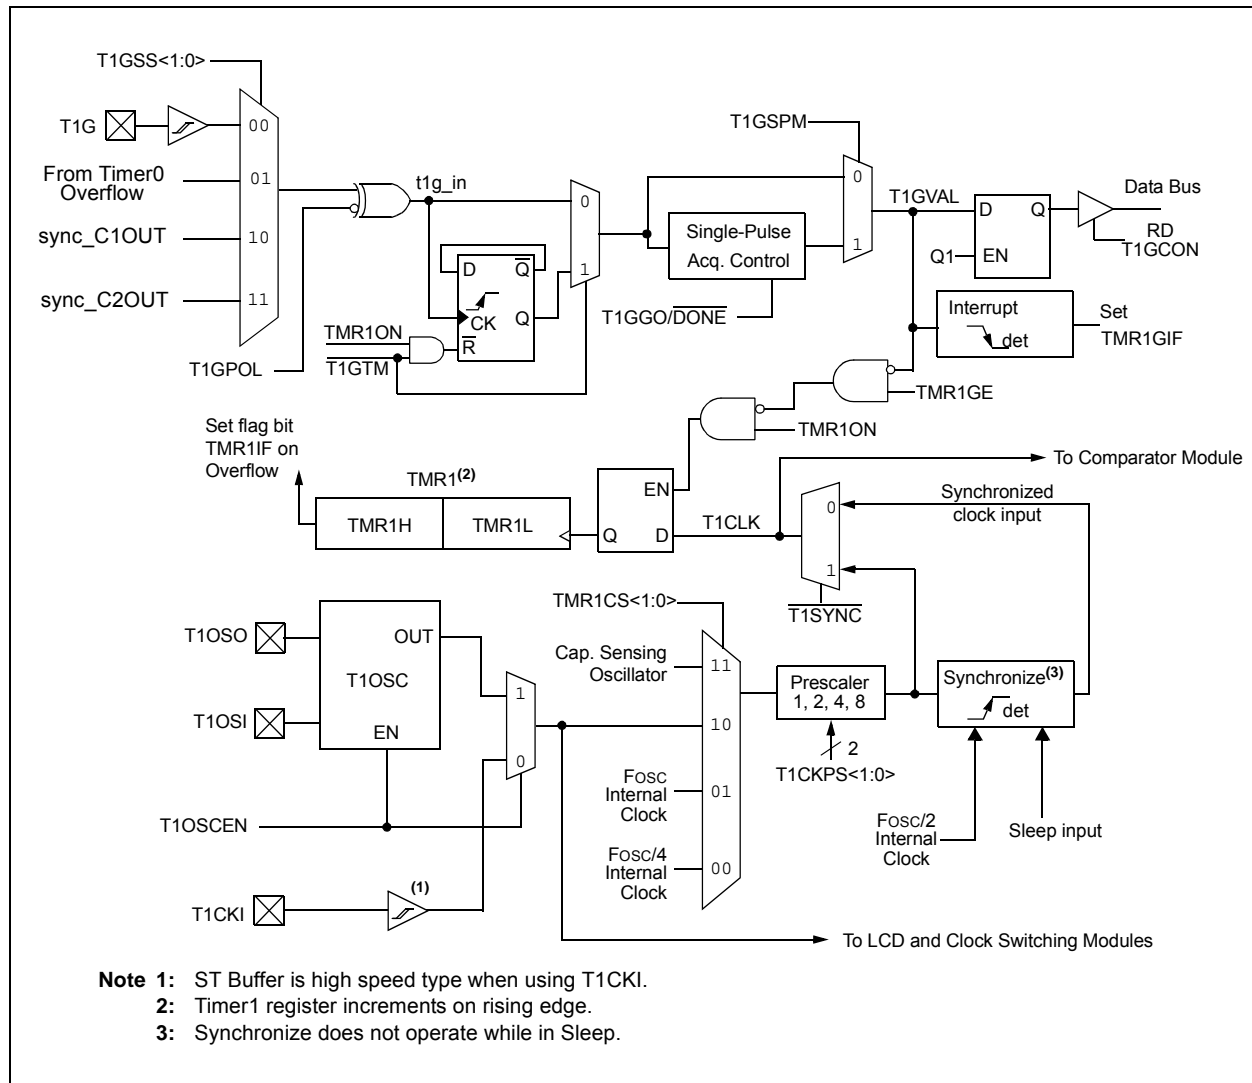 T1GSS<1:0>
T1G
00
From Timer0
Overflow
01
sync_C1OUT
10
sync_C2OUT
11
T1GPOL
t1g_in
0
1
D
Q
CK
Q
R
TMR1ON
T1GTM
T1GSPM
0
1
Single-Pulse
Acq. Control
T1GGO/DONE
T1GVAL
D
Q
Q1
EN
Data Bus
RD
T1GCON
Interrupt
det
Set
TMR1GIF
TMR1GE
TMR1ON
Set flag bit
TMR1IF on
Overflow
TMR1(2)
TMR1H
TMR1L
EN
Q
D
T1CLK
To Comparator Module
0
1
Synchronized
clock input
T1SYNC
T1OSO
T1OSI
OUT
T1OSC
EN
1
0
T1OSCEN
T1CKI
(1)
TMR1CS<1:0>
Cap. Sensing
Oscillator
11
10
FOSC
Internal
Clock
01
FOSC/4
Internal
Clock
00
Prescaler
1, 2, 4, 8
2
T1CKPS<1:0>
Synchronize(3)
det
FOSC/2
Internal
Clock
Sleep input
To LCD and Clock Switching Modules
Note 1: ST Buffer is high speed type when using T1CKI.
2: Timer1 register increments on rising edge.
3: Synchronize does not operate while in Sleep.